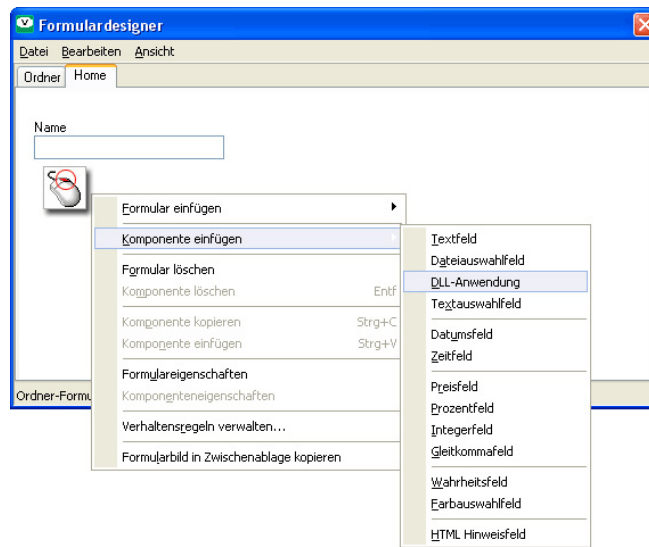 Formulardesigner
Datei Bearbeiten Ansicht
Ordner Home
Name
Formular einfügen
Komponente einfügen
Formular löschen
Komponente löschen Entf
Komponente kopieren Strg+C
Komponente einfügen Strg+V
Formulareigenschaften
Komponenteneigenschaften
Verhaltensregeln verwalten...
Formularbild in Zwischenablage kopieren
Textfeld
Dateiauswahlfeld
DLL-Anwendung
Textauswahlfeld
Datumsfeld
Zeitfeld
Preisfeld
Prozentfeld
Integerfeld
Gleitkommafeld
Wahrheitsfeld
Farbauswahlfeld
HTML Hinweisfeld
Ordner-Formu